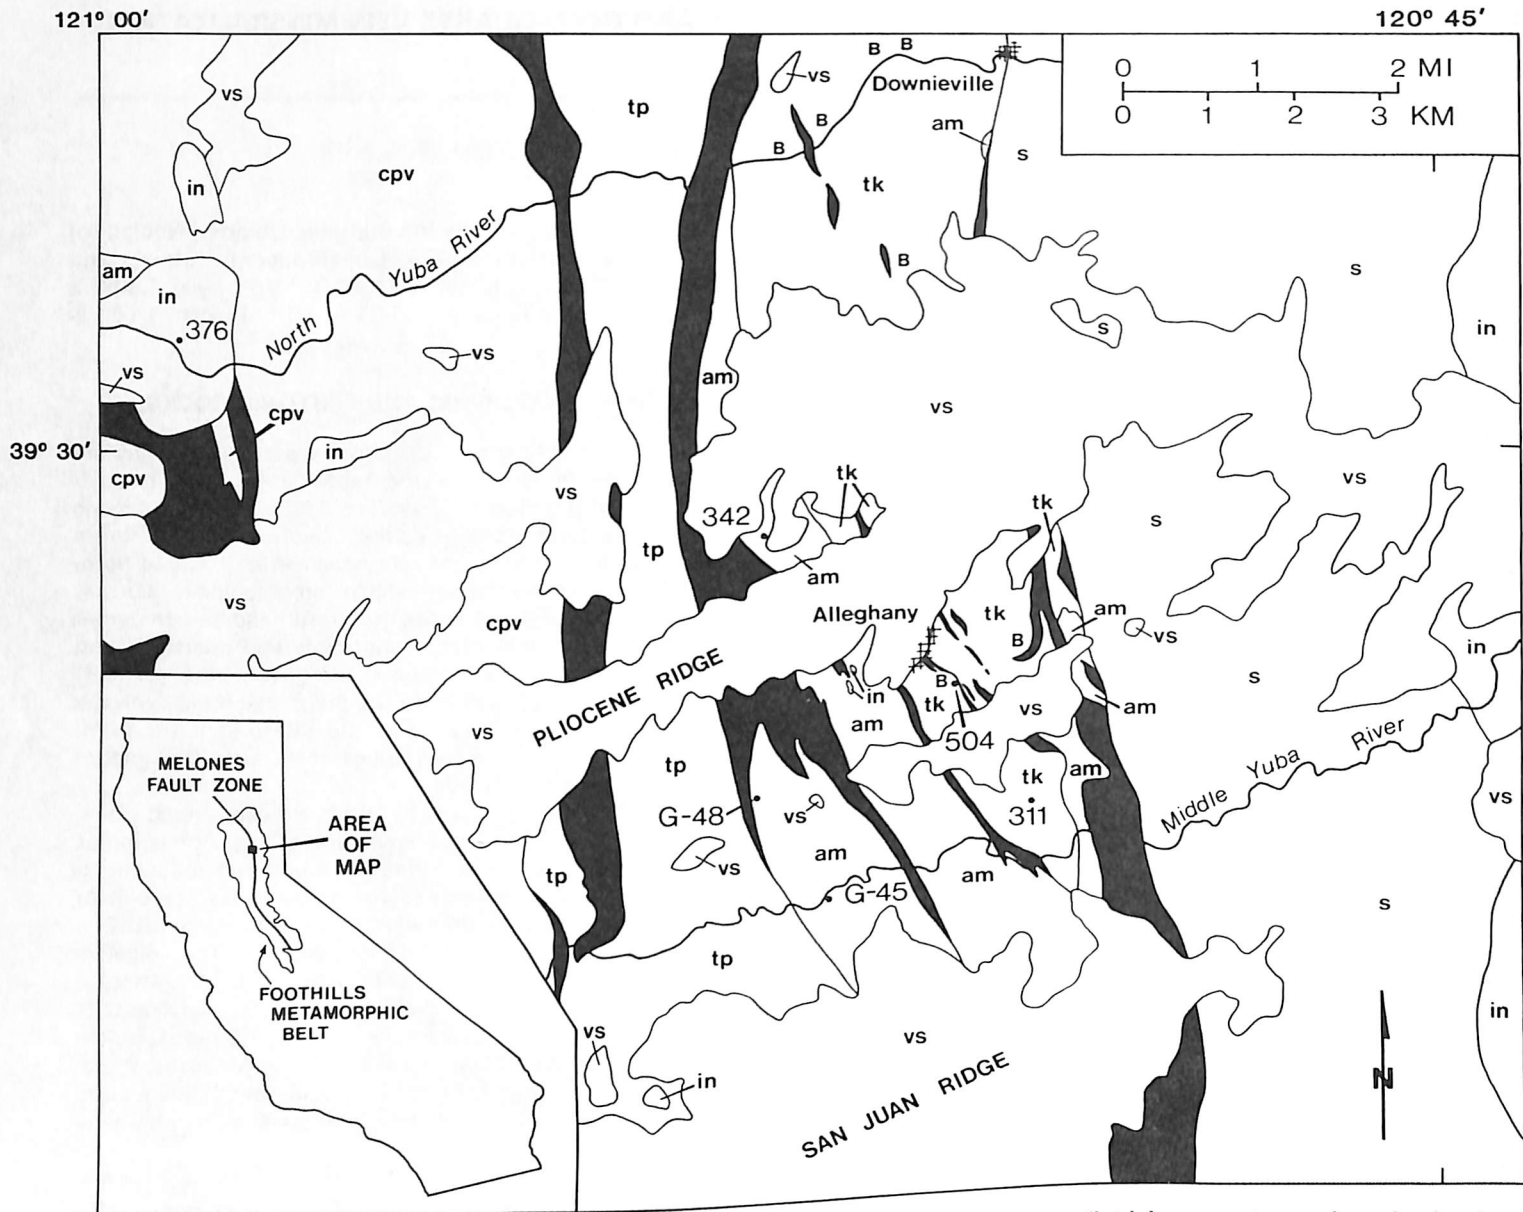 121° 00′
120° 45′
0 1 2 MI
0 1 2 3 KM
B B
vs
vs
Downieville
tp
am
B
B
s
cpv
in
tk
North Yuba River
B
s
am
in
376
s
in
vs
vs
am
vs
cpv
39° 30′
in
cpv
vs
tk
vs
342
tk
s
tp
am
vs
Alleghany
tk
am
cpv
B
vs
in
PLIOCENE RIDGE
in
B
s
am
tk
vs
am
vs
504
MELONES
FAULT ZONE
tp
tk
am
Middle Yuba River
vs
G-48
vs
311
AREA
OF
MAP
vs
am
am
tp
G-45
s
tp
FOOTHILLS
METAMORPHIC
BELT
vs
vs
in
in
N
SAN JUAN RIDGE